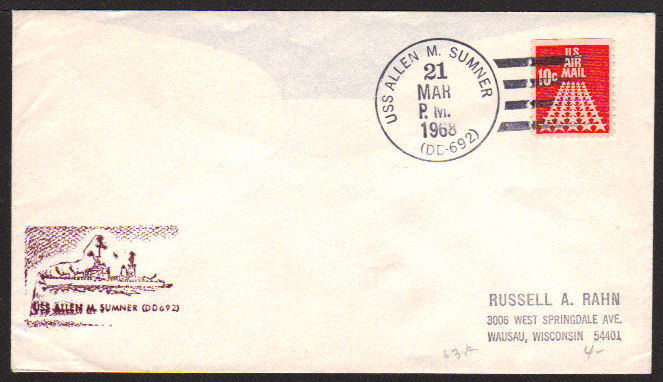 USS ALLEN M. SUMNER
21
MAR
P.M.
1968
(DD-692)
U.S.
AIR
MAIL
10c
USS ALLEN M. SUMNER (DD692)
RUSSELL A. RAHN
3006 WEST SPRINGDALE AVE.
WAUSAU, WISCONSIN 54401
63A
4-